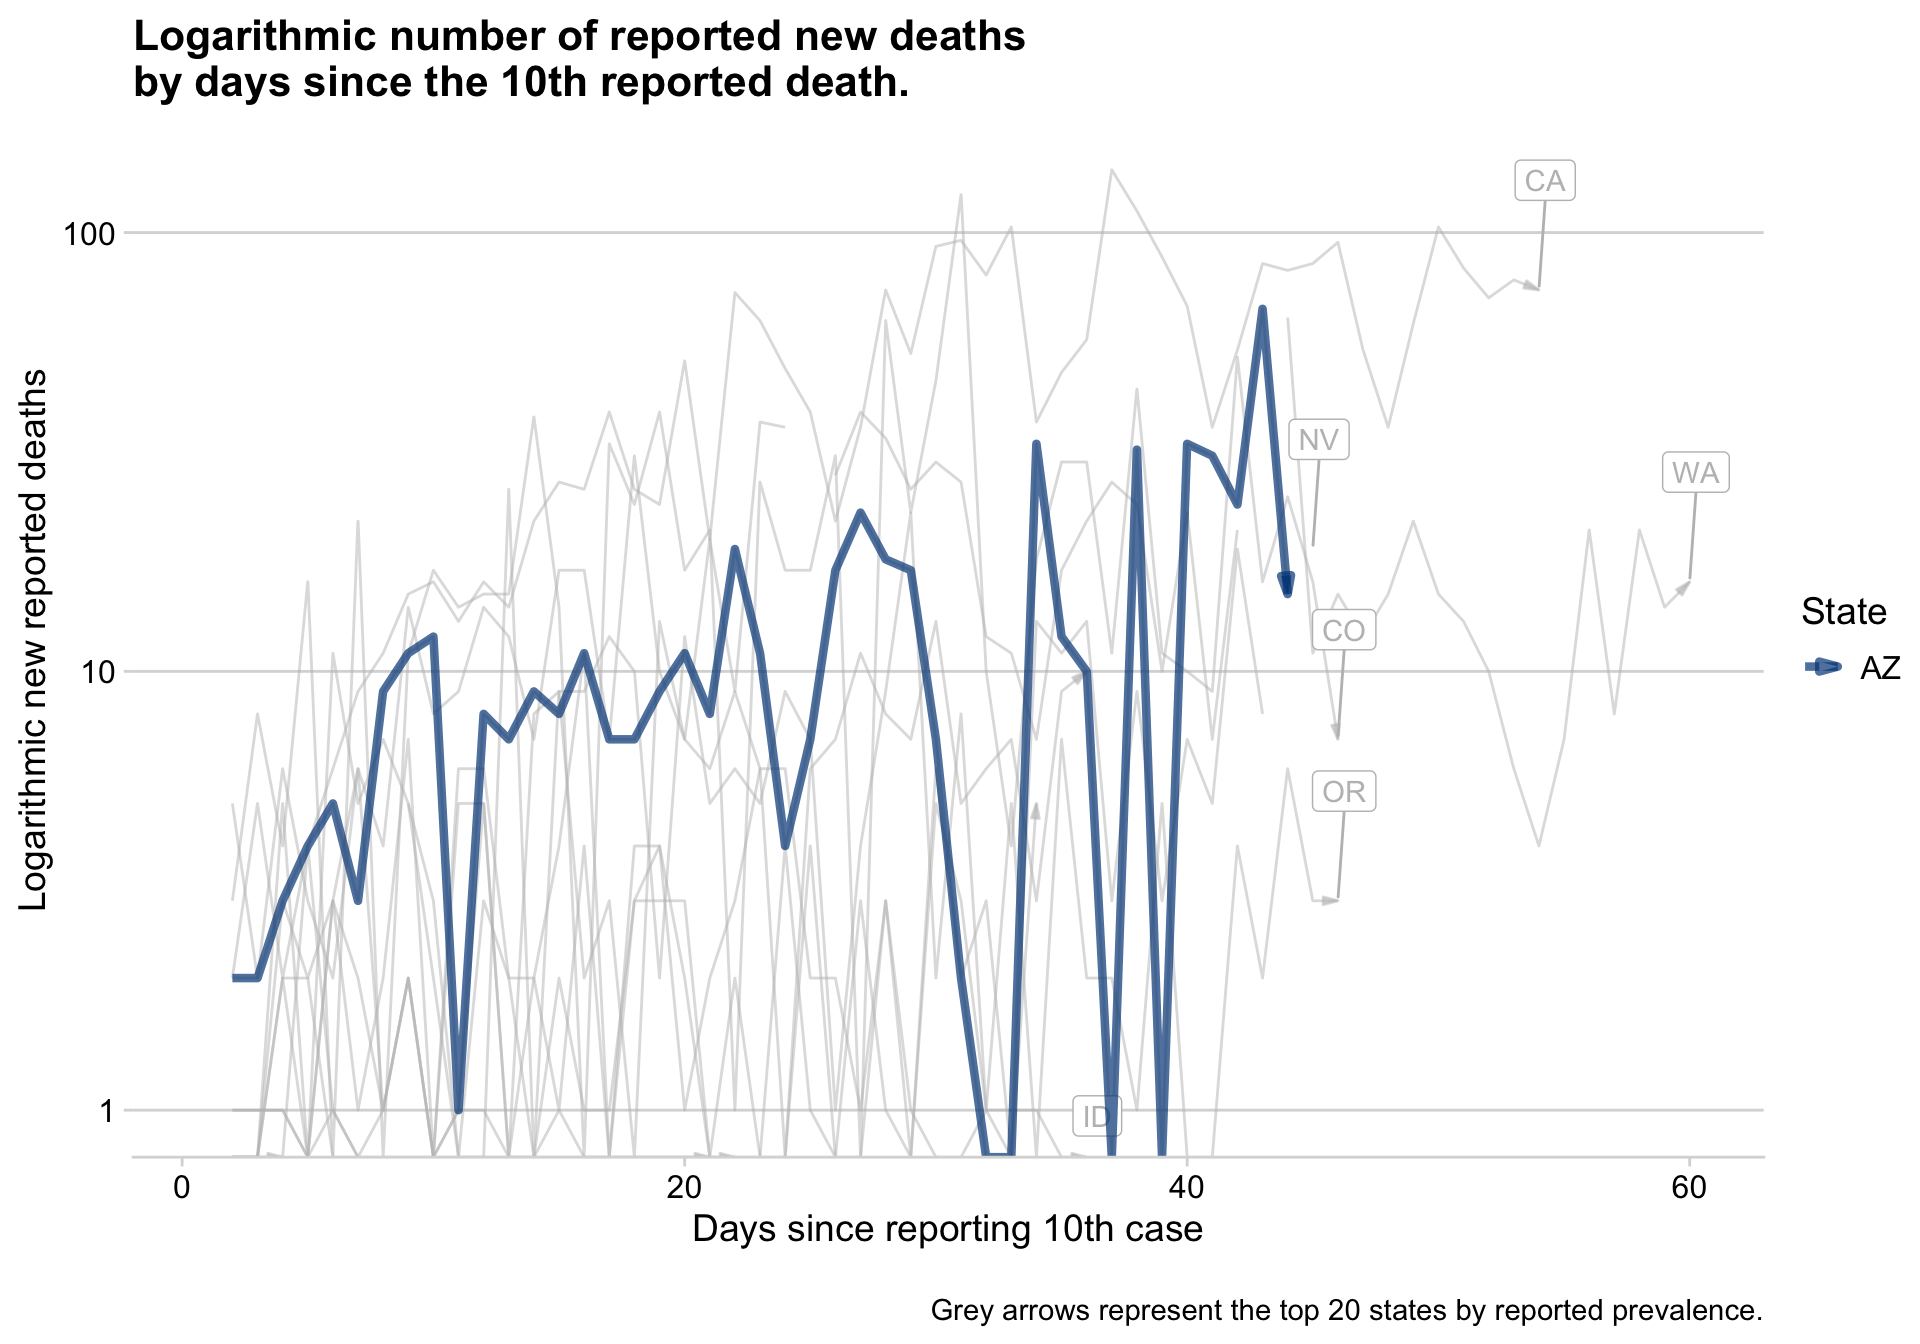 Logarithmic number of reported new deaths
by days since the 10th reported death.
CA
100
NV
WA
CO
State
10
AZ
OR
Logarithmic new reported deaths
1
ID
0
20
40
60
Days since reporting 10th case
Grey arrows represent the top 20 states by reported prevalence.